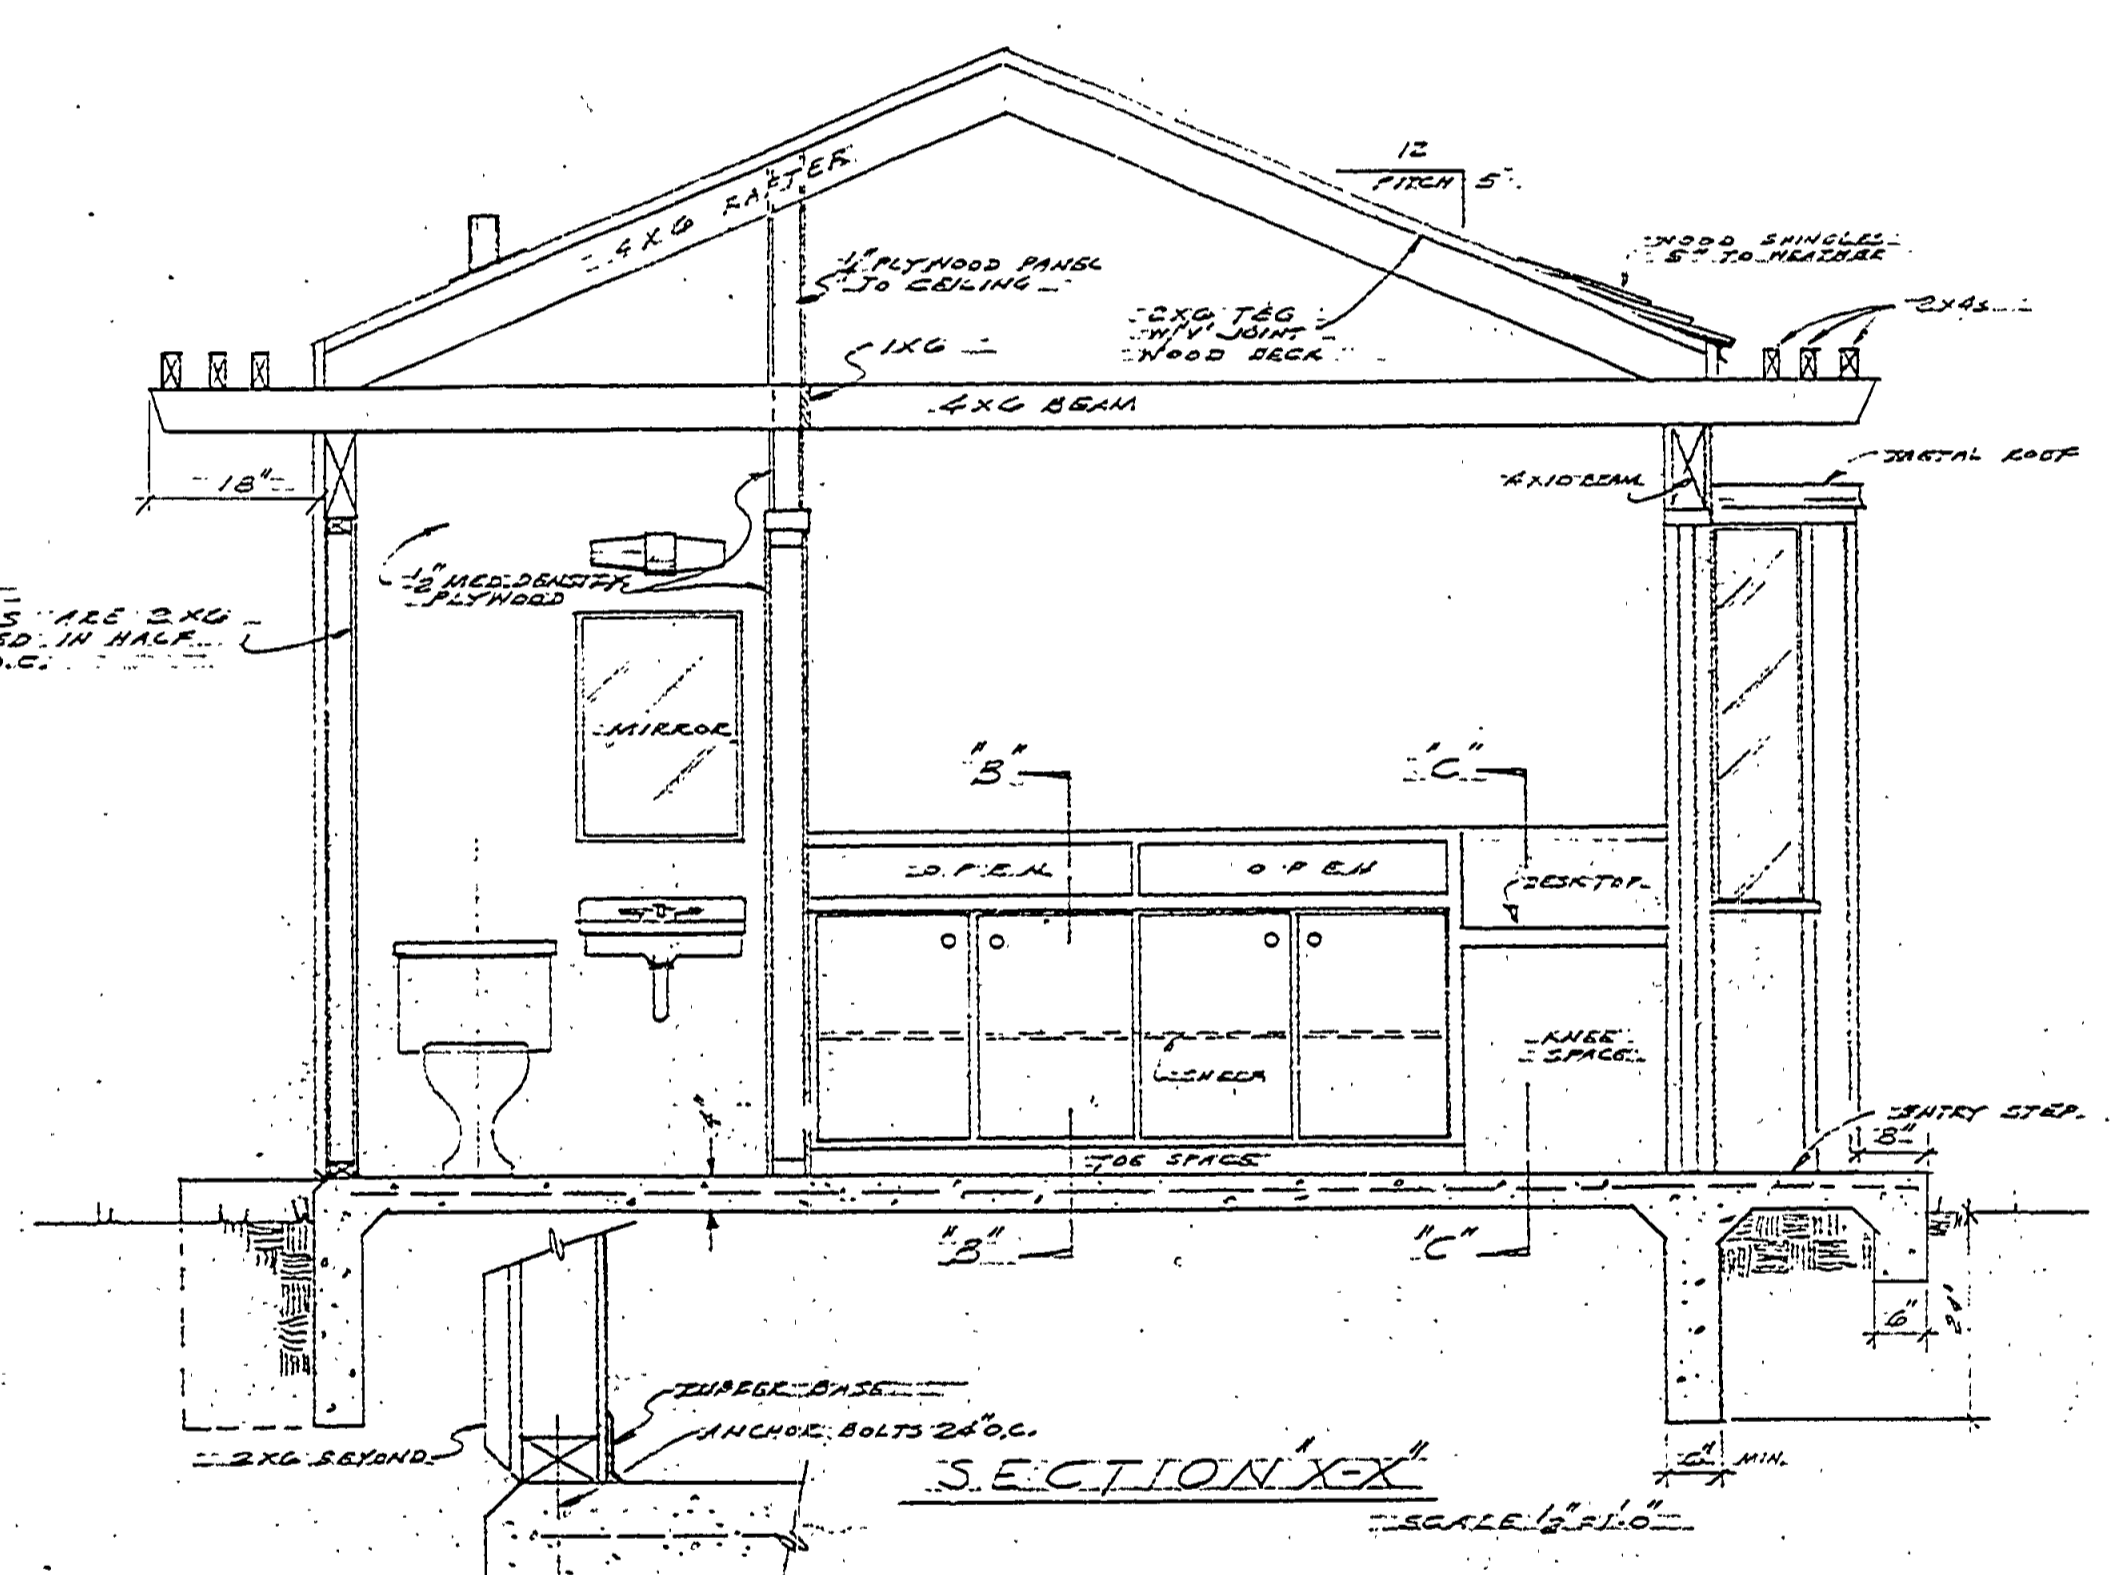 12
PITCH 5"
4X6 RAFTER
WOOD SHINGLES
5" TO WEATHER
1/4" PLYWOOD PANEL
TO CEILING
2X4s
2X6 T&G
W/"V" JOINT
WOOD DECK
1X6
4X6 BEAM
METAL ROOF
18"
4X10 BEAM
1/2" MED. DENSITY
PLYWOOD
S ARE 2X6
ED IN HALF
O.C.
MIRROR
"B"
"C"
OPEN
OPEN
DESKTOP
KNEE
SPACE
4"
ENTRY STEP
8"
TOE SPACE
"B"
"C"
6"
24"
RUBBER BASE
ANCHOR BOLTS 24" O.C.
2X6 BEYOND
SECTION "X-X"
6" MIN.
SCALE 1/2"=1'-0"